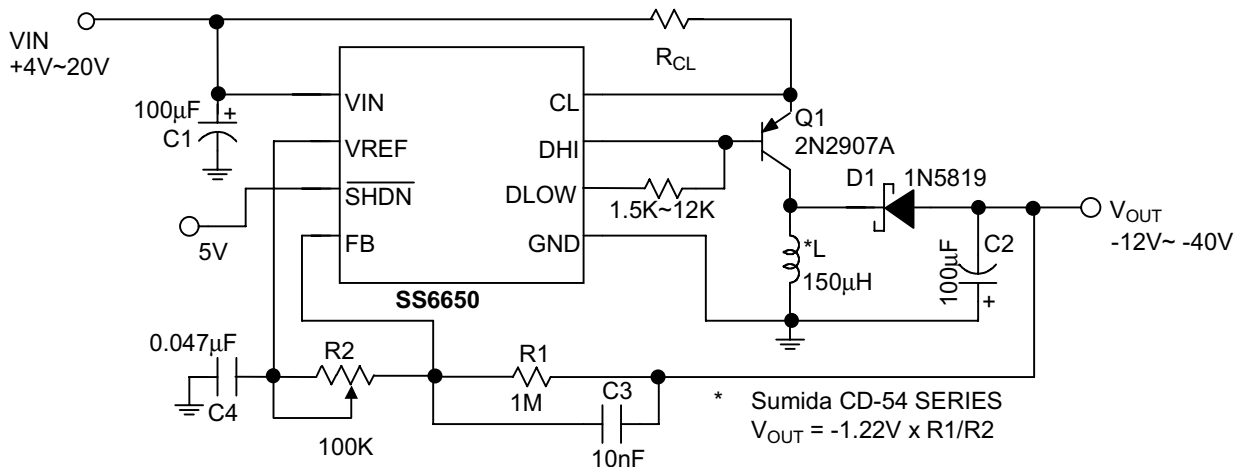 VIN
+4V~20V
RCL
100μF
+
C1
VIN
VREF
SHDN
FB
CL
DHI
DLOW
GND
SS6650
5V
Q1
2N2907A
1.5K~12K
D1
1N5819
VOUT
-12V~ -40V
*L
150μH
C2
100μF
+
0.047μF
C4
R2
100K
R1
1M
C3
10nF
* Sumida CD-54 SERIES
VOUT = -1.22V x R1/R2